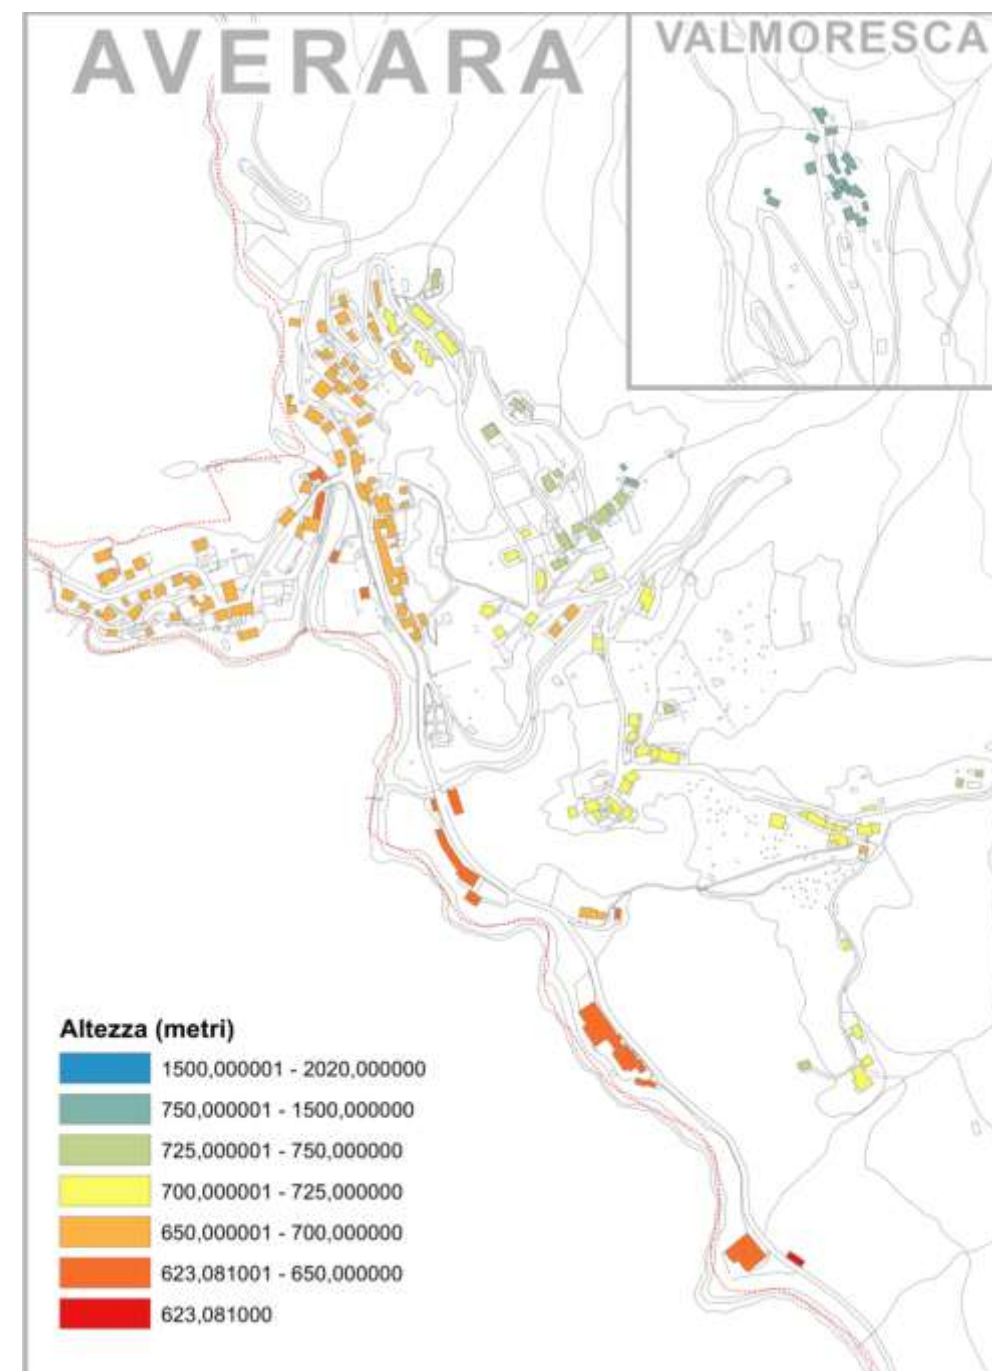 AVERARA
VALMORESCA
Altezza (metri)
1500,000001 - 2020,000000
750,000001 - 1500,000000
725,000001 - 750,000000
700,000001 - 725,000000
650,000001 - 700,000000
623,081001 - 650,000000
623,081000